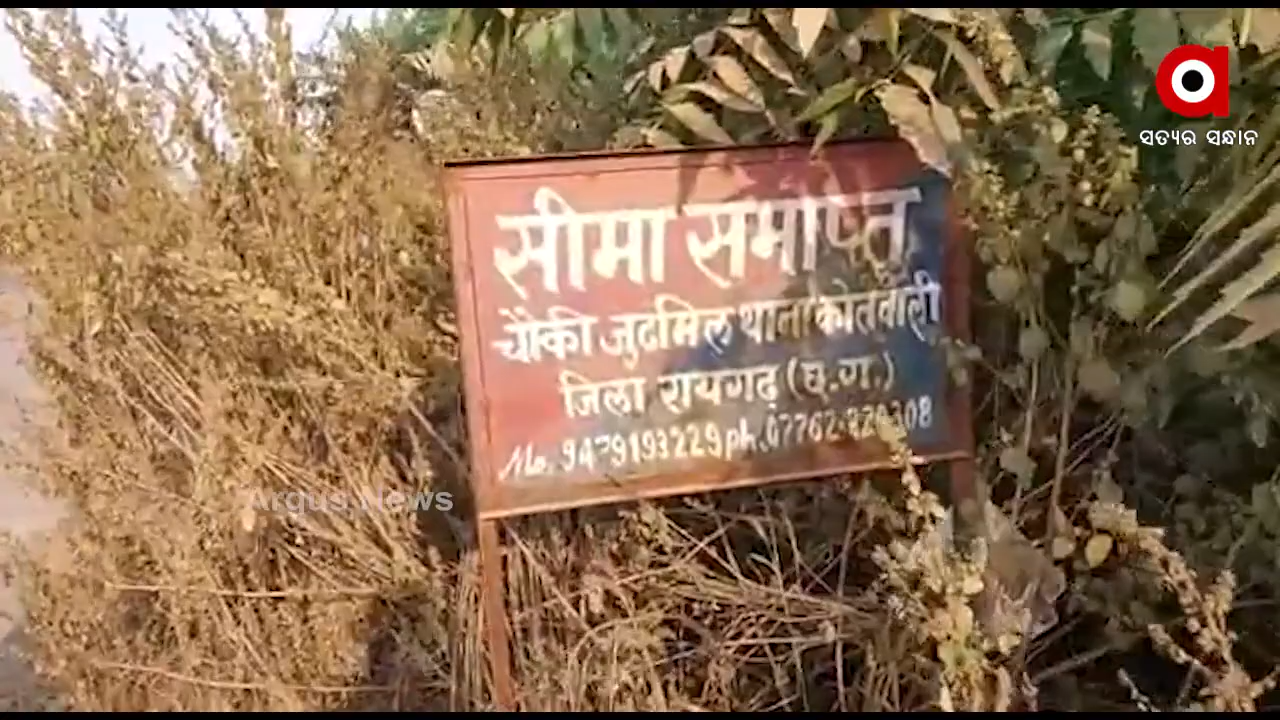 ସତ୍ୟର ସନ୍ଧାନ
सीमा समाप्त
चौकी जुटमिल थाना कोतवाली
जिला रायगढ़ (छ.ग.)
Mo. 9479193229 ph.07762-
Argus News